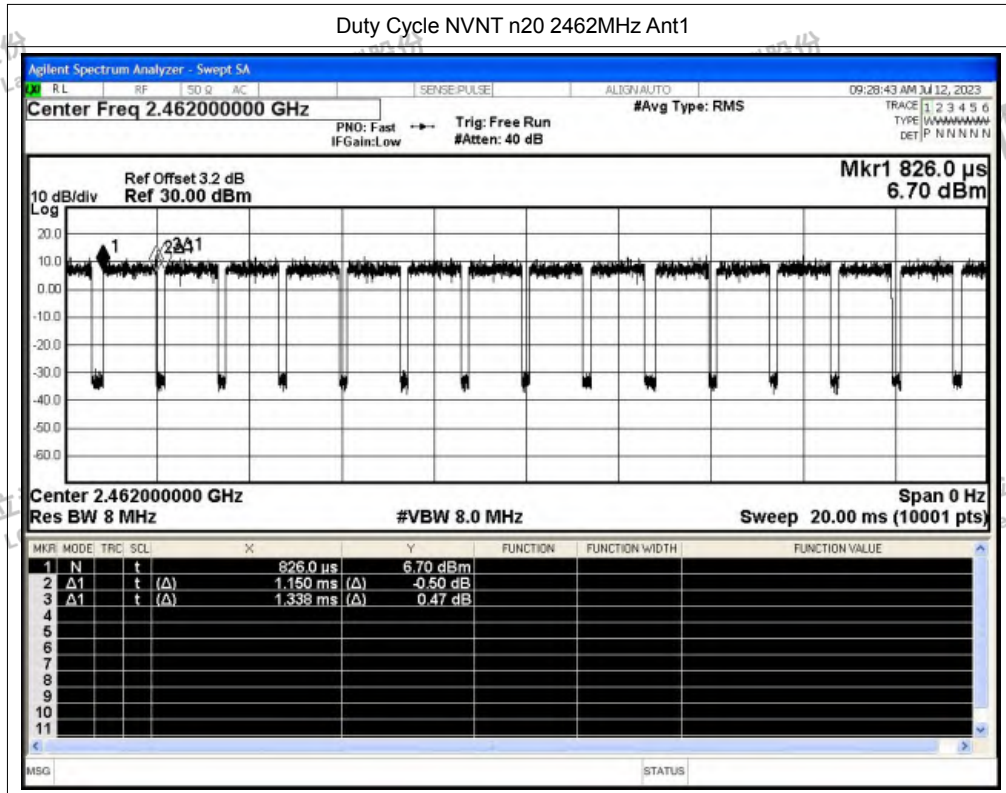 Duty Cycle NVNT n20 2462MHz Ant1
Agilent Spectrum Analyzer - Swept SA
RL RF 50 Ω AC SENSE:PULSE ALIGNAUTO 09:28:43 AM Jul 12, 2023
Center Freq 2.462000000 GHz #Avg Type: RMS TRACE 1 2 3 4 5 6
PNO: Fast Trig: Free Run TYPE WWWWWW
IFGain:Low #Atten: 40 dB DET P N N N N N
Mkr1 826.0 µs
Ref Offset 3.2 dB
10 dB/div Ref 30.00 dBm 6.70 dBm
Log
20.0
1 2Δ1
10.0
0.00
-10.0
-20.0
-30.0
-40.0
-50.0
-60.0
Center 2.462000000 GHz Span 0 Hz
Res BW 8 MHz #VBW 8.0 MHz Sweep 20.00 ms (10001 pts)
MKR MODE TRC SCL X Y FUNCTION FUNCTION WIDTH FUNCTION VALUE
1 N t 826.0 µs 6.70 dBm
2 Δ1 t (Δ) 1.150 ms (Δ) -0.50 dB
3 Δ1 t (Δ) 1.338 ms (Δ) 0.47 dB
4
5
6
7
8
9
10
11
MSG STATUS